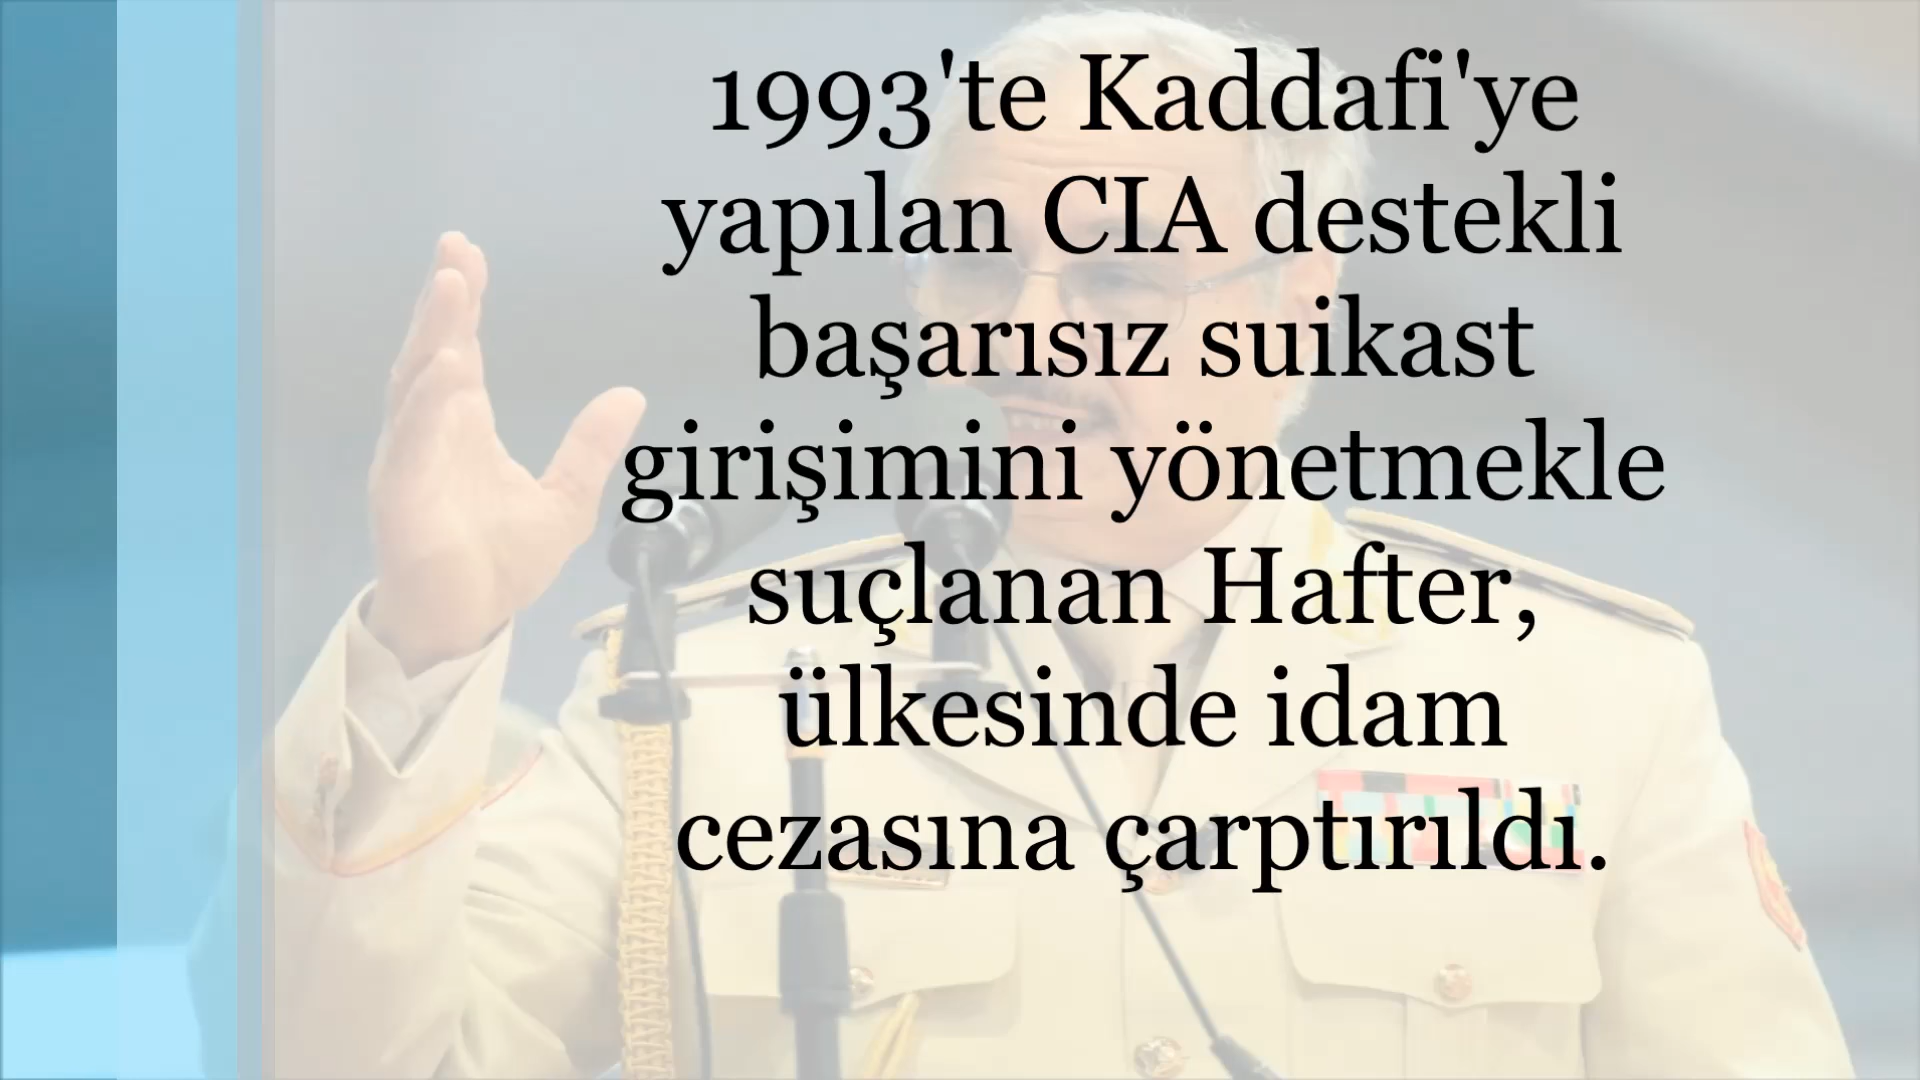 1993'te Kaddafi'ye
yapılan CIA destekli
başarısız suikast
girişimini yönetmekle
suçlanan Hafter,
ülkesinde idam
cezasına çarptırıldı.